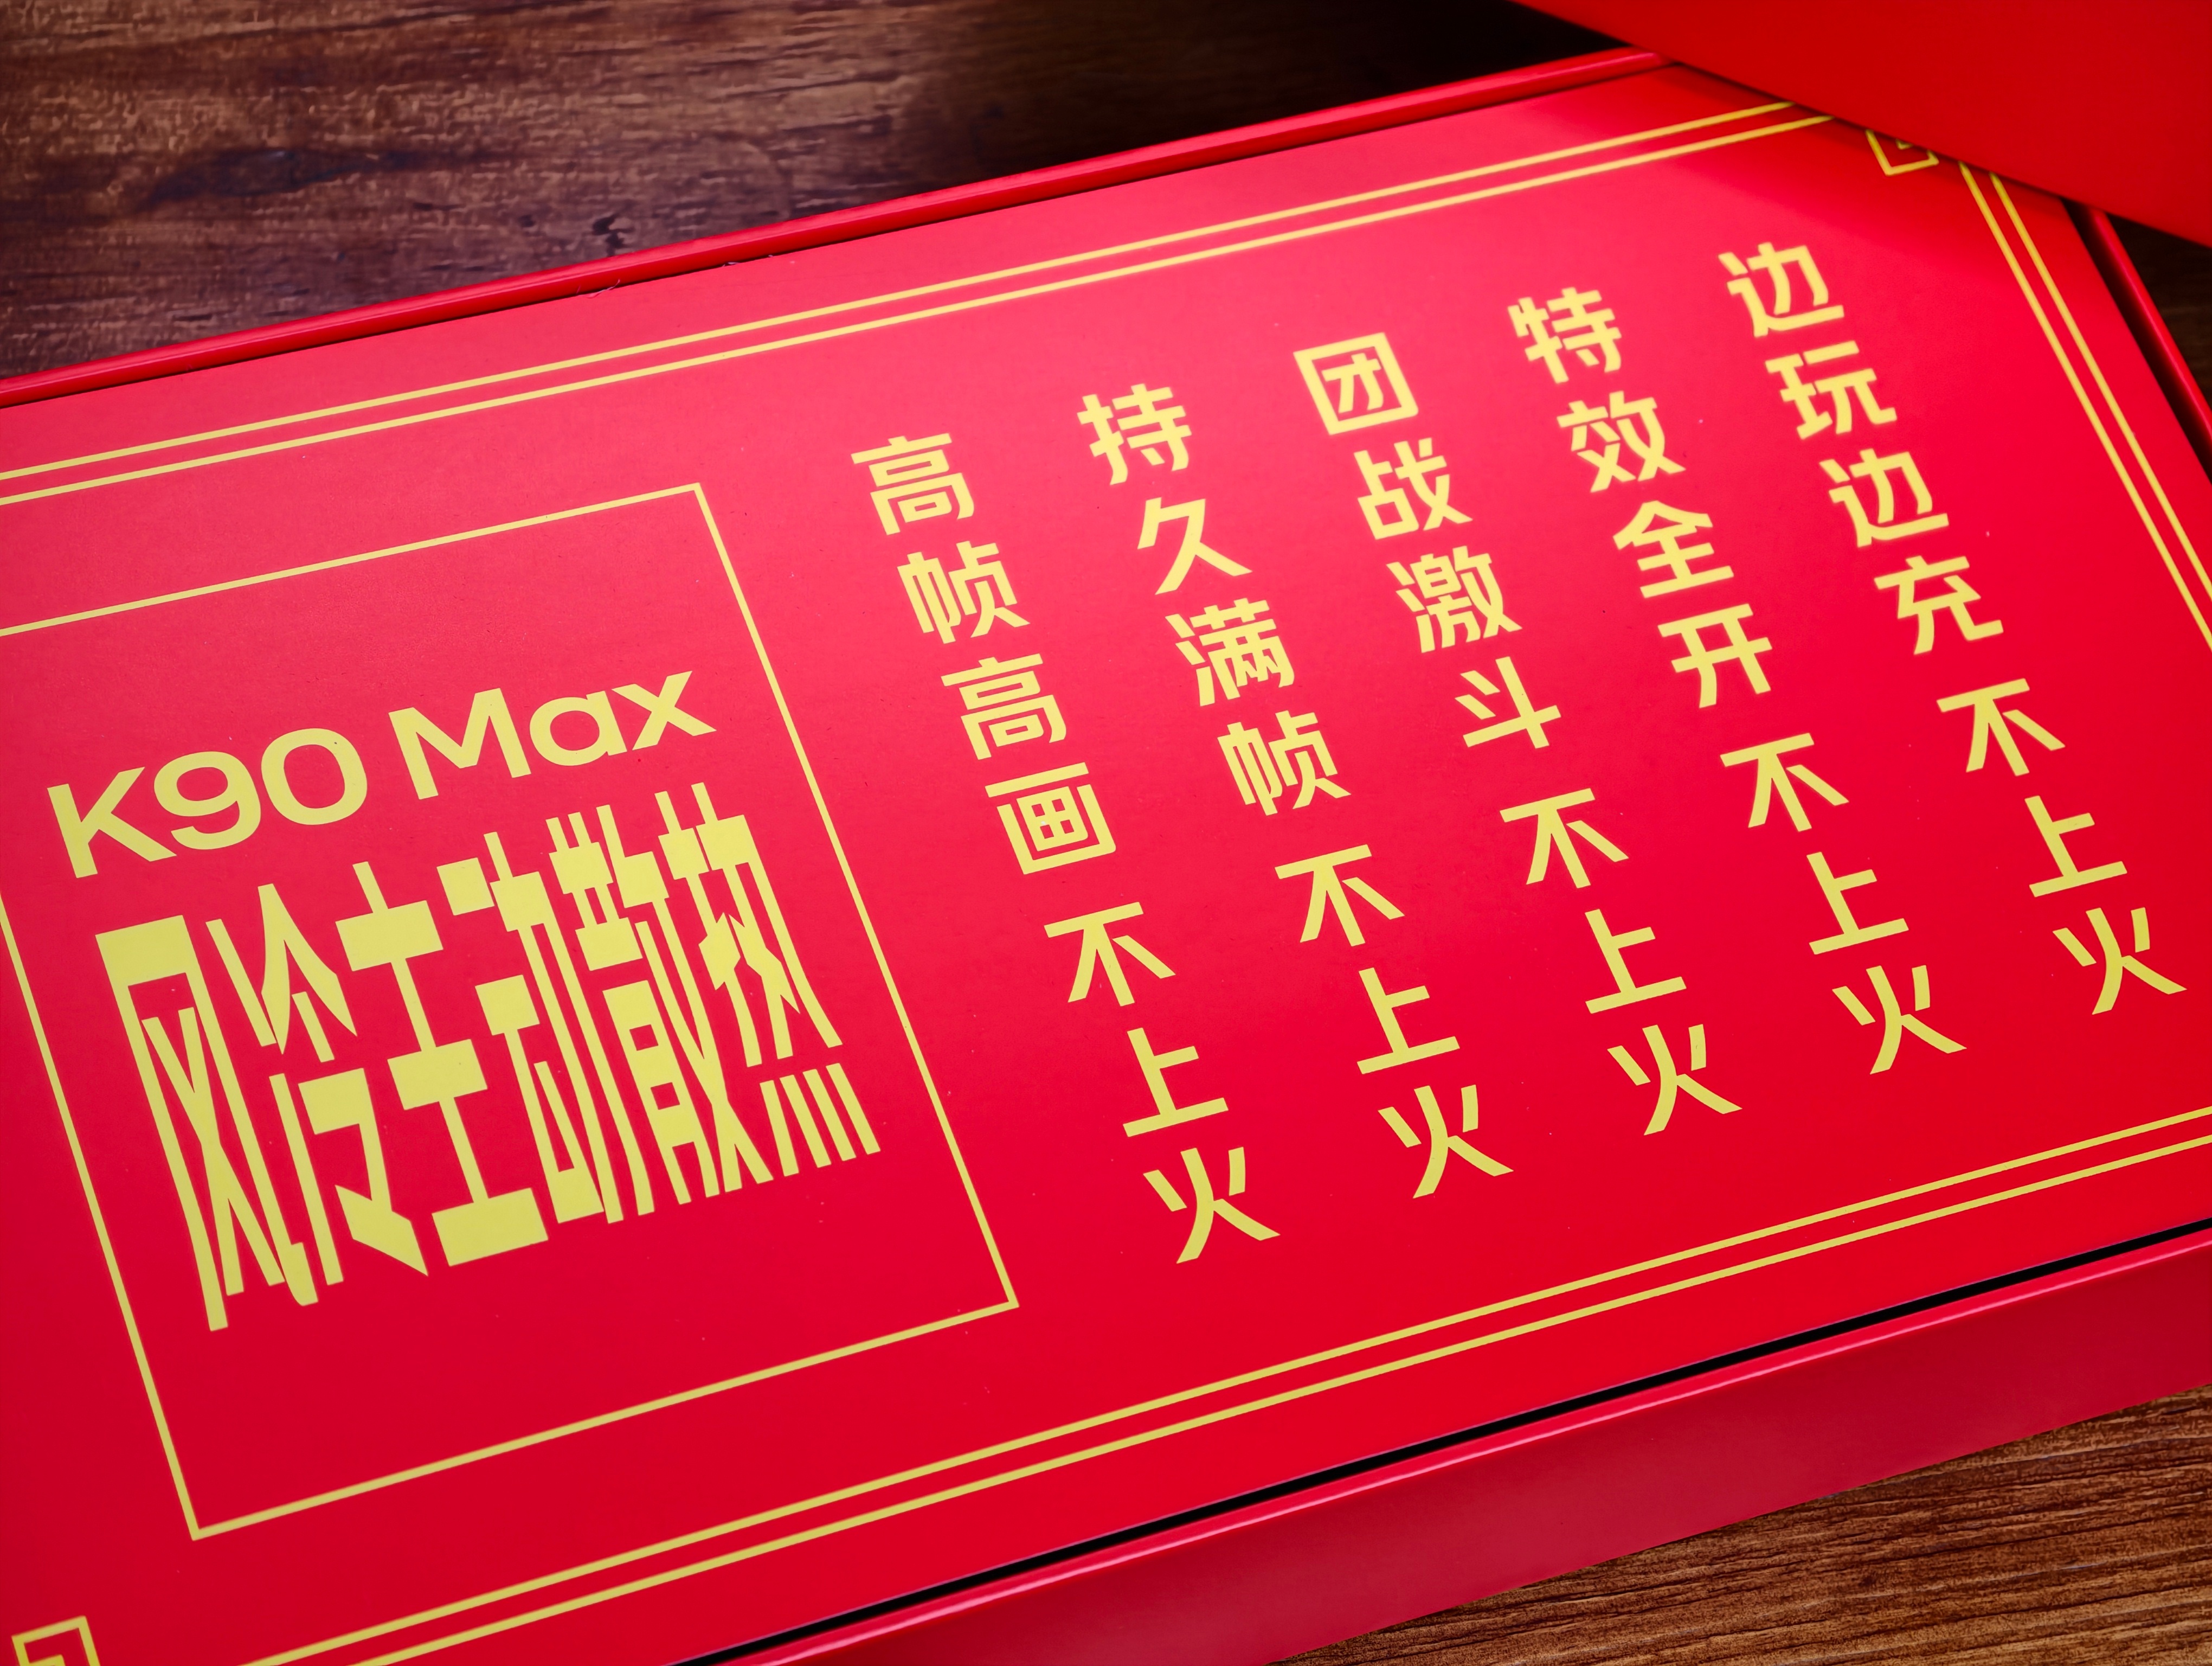 K90 Max
风冷主动散热
高帧高画 不上火
持久满帧 不上火
团战激斗 不上火
特效全开 不上火
边玩边充 不上火